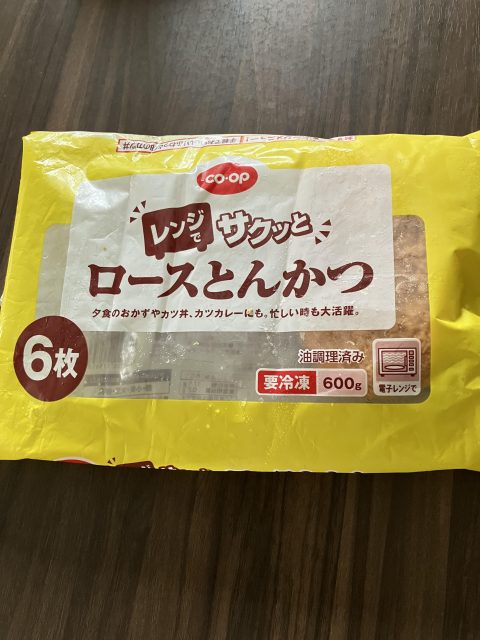 co·op
レンジで
サクッと
ロースとんかつ
夕食のおかずやカツ丼、カツカレーにも。忙しい時も大活躍。
6枚
油調理済み
要冷凍 600g
電子レンジで